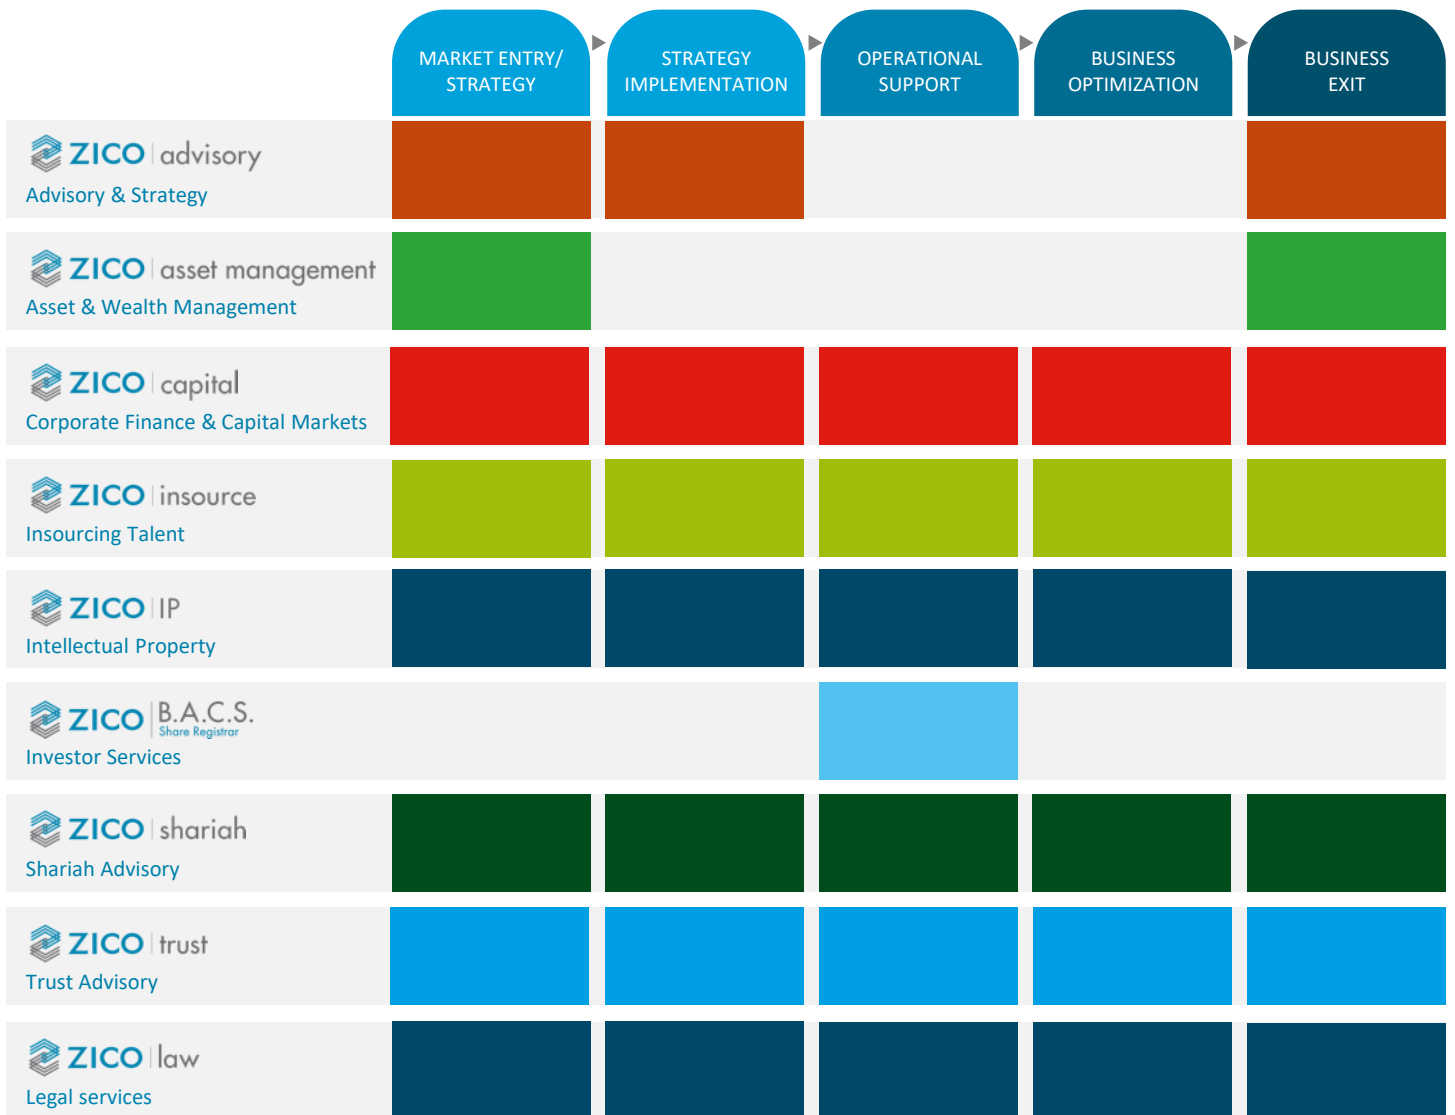 MARKET ENTRY/
STRATEGY
STRATEGY
IMPLEMENTATION
OPERATIONAL
SUPPORT
BUSINESS
OPTIMIZATION
BUSINESS
EXIT
ZICO advisory
Advisory & Strategy
ZICO asset management
Asset & Wealth Management
ZICO capital
Corporate Finance & Capital Markets
ZICO insource
Insourcing Talent
ZICO IP
Intellectual Property
ZICO B.A.C.S.
Share Registrar
Investor Services
ZICO shariah
Shariah Advisory
ZICO trust
Trust Advisory
ZICO law
Legal services